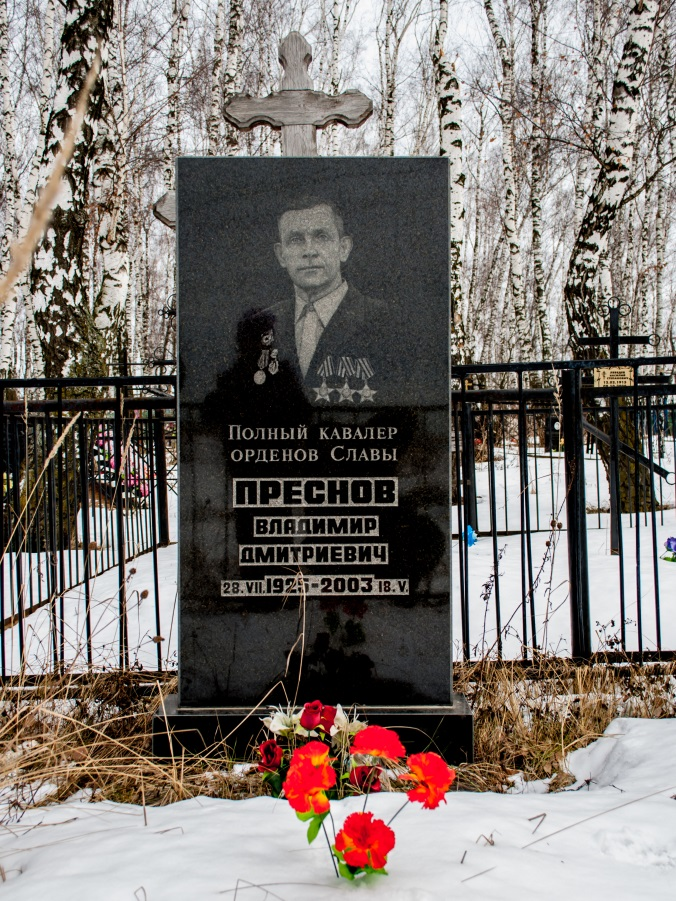 Полный кавалер
орденов Славы
ПРЕСНОВ
ВЛАДИМИР
ДМИТРИЕВИЧ
28.VII.1925-2003 18.V.